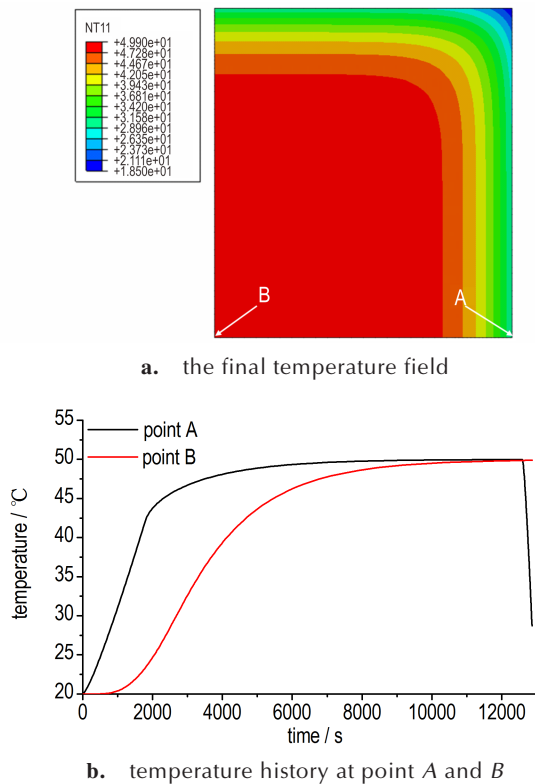 NT11
+4.990e+01
+4.728e+01
+4.467e+01
+4.205e+01
+3.943e+01
+3.681e+01
+3.420e+01
+3.158e+01
+2.896e+01
+2.635e+01
+2.373e+01
+2.111e+01
+1.850e+01
B
A
a. the final temperature field
55
50
45
40
35
30
25
20
temperature / ℃
point A
point B
0 2000 4000 6000 8000 10000 12000
time / s
b. temperature history at point A and B